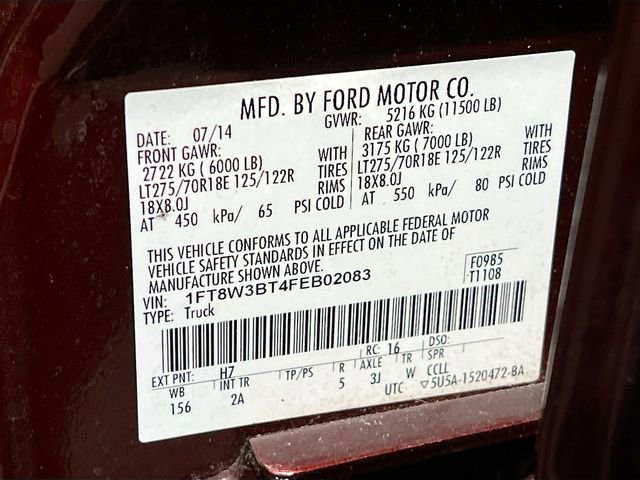 MFD. BY FORD MOTOR CO.
DATE: 07/14 GVWR: 5216 KG (11500 LB)
FRONT GAWR: REAR GAWR:
2722 KG ( 6000 LB) WITH 3175 KG ( 7000 LB) WITH
LT275/70R18E 125/122R TIRES LT275/70R18E 125/122R TIRES
18X8.0J RIMS 18X8.0J RIMS
AT 450 kPa/ 65 PSI COLD AT 550 kPa/ 80 PSI COLD
THIS VEHICLE CONFORMS TO ALL APPLICABLE FEDERAL MOTOR
VEHICLE SAFETY STANDARDS IN EFFECT ON THE DATE OF
MANUFACTURE SHOWN ABOVE.
VIN: 1FT8W3BT4FEB02083 F0985
TYPE: Truck T1108
EXT PNT: H7 RC: 16 DSO:
WB INT TR TP/PS R AXLE TR SPR
156 2A 5 3J W CCLL
UTC ▽5U5A-1520472-BA